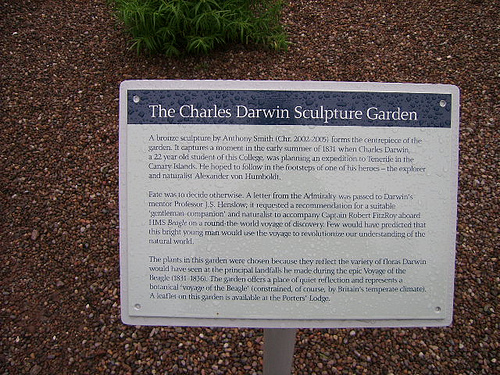 The Charles Darwin Sculpture Garden
A bronze sculpture by Anthony Smith (Chr. 2002-2005) forms the centrepiece of the
garden. It captures a moment in the early summer of 1831 when Charles Darwin,
a 22 year old student of this College, was planning an expedition to Tenerife in the
Canary Islands. He hoped to follow in the footsteps of one of his heroes – the explorer
and naturalist Alexander von Humboldt.
Fate was to decide otherwise. A letter from the Admiralty was passed to Darwin's
mentor Professor J.S. Henslow; it requested a recommendation for a suitable
'gentleman-companion' and naturalist to accompany Captain Robert FitzRoy aboard
HMS Beagle on a round-the-world voyage of discovery. Few would have predicted that
this bright young man would use the voyage to revolutionize our understanding of the
natural world.
The plants in this garden were chosen because they reflect the variety of floras Darwin
would have seen at the principal landfalls he made during the epic Voyage of the
Beagle (1831-1836). The garden offers a place of quiet reflection and represents a
botanical 'voyage of the Beagle' (constrained, of course, by Britain's temperate climate).
A leaflet on this garden is available at the Porters' Lodge.